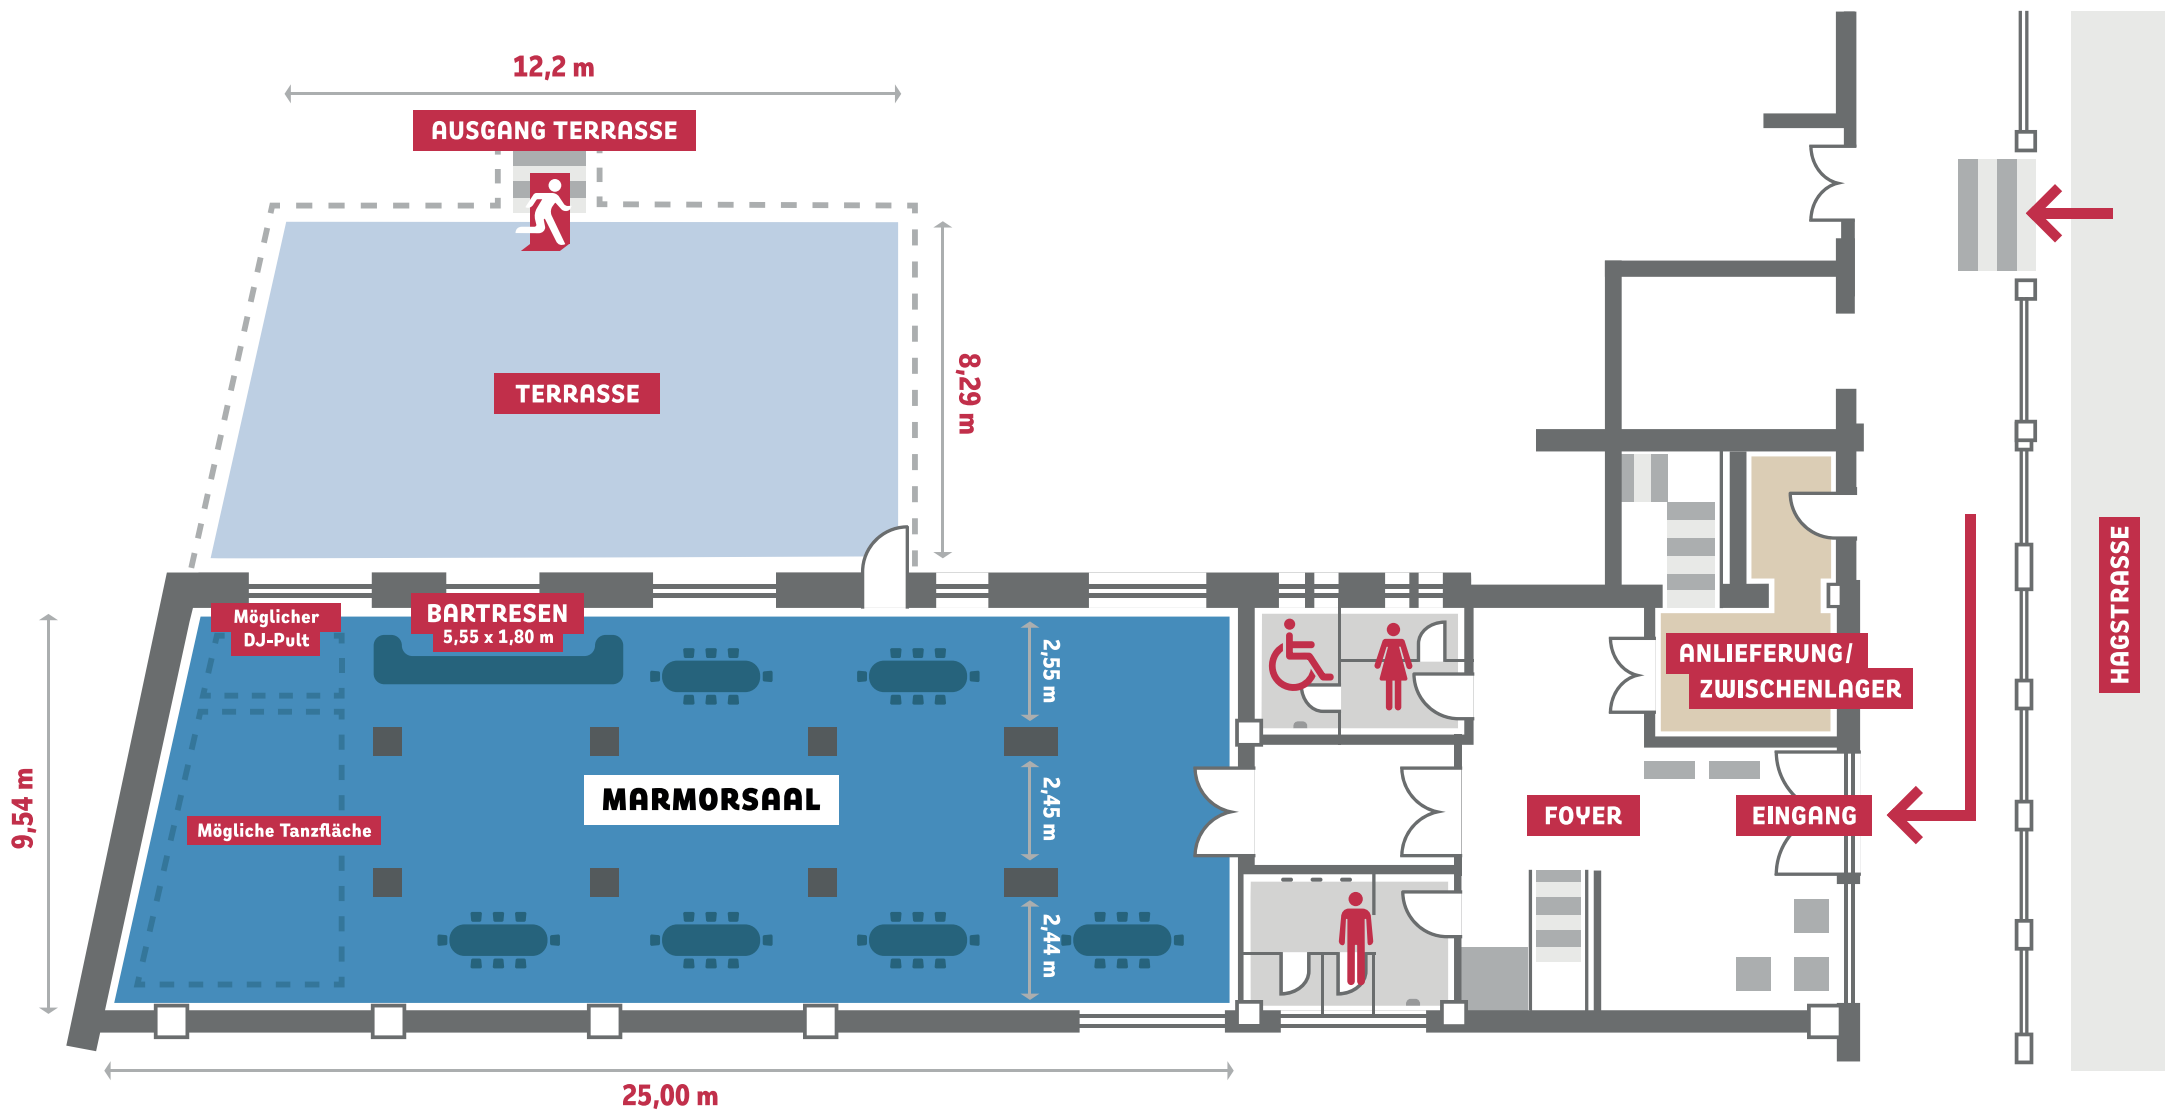 12,2 m
AUSGANG TERRASSE
TERRASSE
8,29 m
HAGSTRASSE
Möglicher
DJ-Pult
BARTRESEN
5,55 x 1,80 m
2,55 m
ANLIEFERUNG/
ZWISCHENLAGER
9,54 m
MARMORSAAL
2,45 m
FOYER
EINGANG
Mögliche Tanzfläche
2,44 m
25,00 m